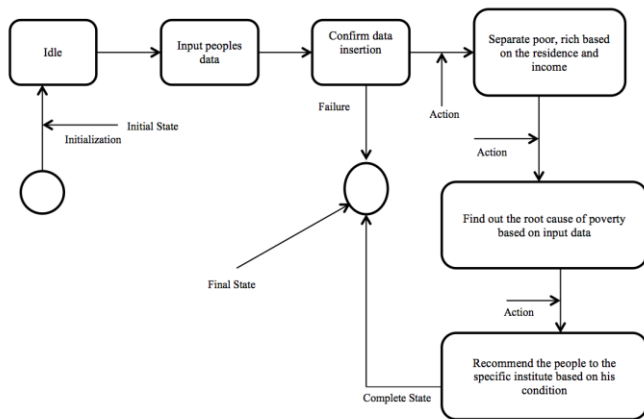 Idle
Input peoples
data
Confirm data
insertion
Separate poor, rich based
on the residence and
income
Failure
Action
Initial State
Initialization
Action
Find out the root cause of poverty
based on input data
Final State
Action
Recommend the people to the
specific institute based on his
condition
Complete State